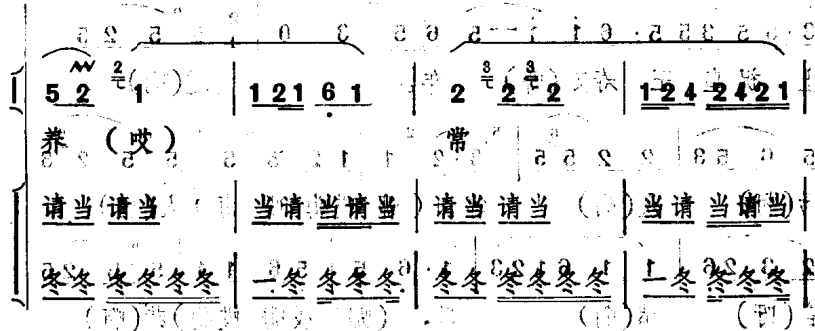 5 2 2 1 | 1 2 1 6 1 | 2 3 2 3 2 | 1 2 4 2 4 2 1 |
养 （哎） 常
请当 请当 | 当请 当请当 | 请当 请当 | 当请 当请当 |
冬冬 冬冬冬冬 | 一冬 冬冬冬 | 冬冬 冬冬冬冬 | 一冬 冬冬冬 |